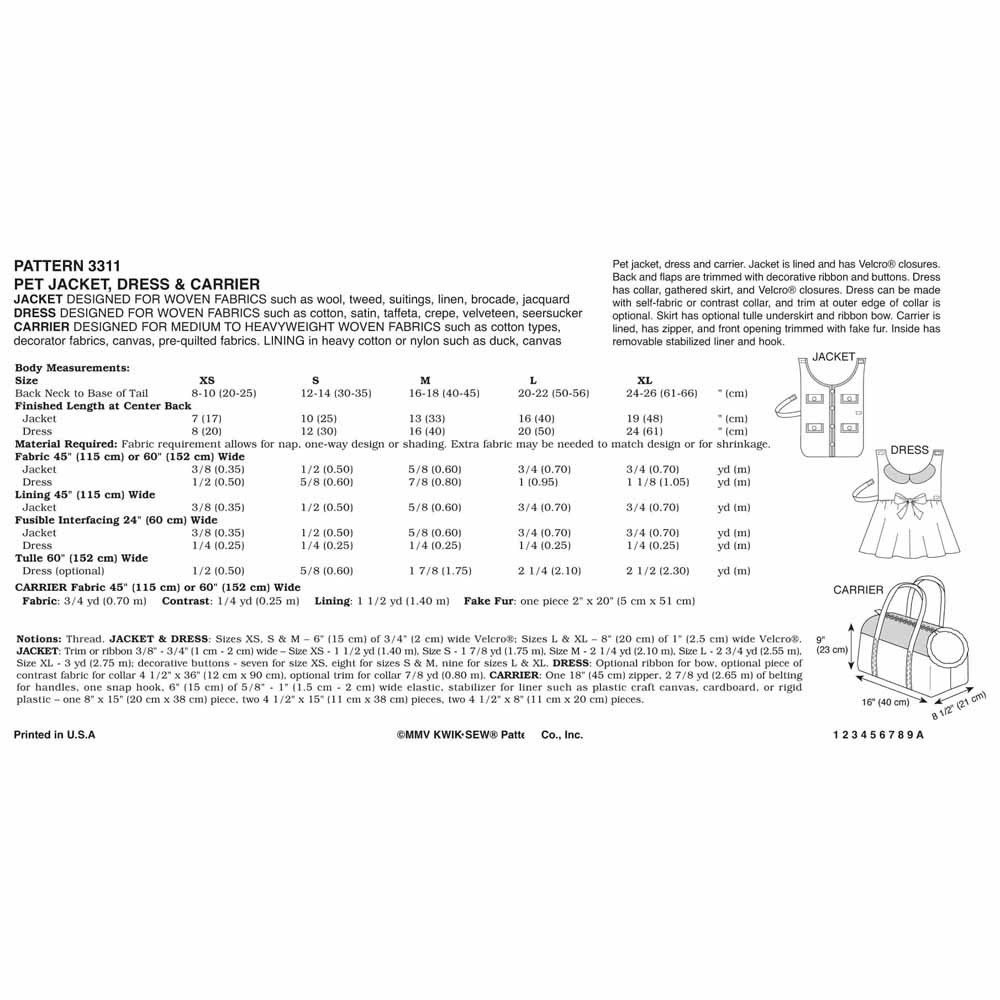 PATTERN 3311
PET JACKET, DRESS & CARRIER
JACKET DESIGNED FOR WOVEN FABRICS such as wool, tweed, suitings, linen, brocade, jacquard
DRESS DESIGNED FOR WOVEN FABRICS such as cotton, satin, taffeta, crepe, velveteen, seersucker
CARRIER DESIGNED FOR MEDIUM TO HEAVYWEIGHT WOVEN FABRICS such as cotton types,
decorator fabrics, canvas, pre-quilted fabrics. LINING in heavy cotton or nylon such as duck, canvas
Pet jacket, dress and carrier. Jacket is lined and has Velcro® closures.
Back and flaps are trimmed with decorative ribbon and buttons. Dress
has collar, gathered skirt, and Velcro® closures. Dress can be made
with self-fabric or contrast collar, and trim at outer edge of collar is
optional. Skirt has optional tulle underskirt and ribbon bow. Carrier is
lined, has zipper, and front opening trimmed with fake fur. Inside has
removable stabilized liner and hook.
Body Measurements:
Size XS S M L XL
Back Neck to Base of Tail 8-10 (20-25) 12-14 (30-35) 16-18 (40-45) 20-22 (50-56) 24-26 (61-66) " (cm)
Finished Length at Center Back
Jacket 7 (17) 10 (25) 13 (33) 16 (40) 19 (48) " (cm)
Dress 8 (20) 12 (30) 16 (40) 20 (50) 24 (61) " (cm)
Material Required: Fabric requirement allows for nap. one-way design or shading. Extra fabric may be needed to match design or for shrinkage.
Fabric 45" (115 cm) or 60" (152 cm) Wide
Jacket 3/8 (0.35) 1/2 (0.50) 5/8 (0.60) 3/4 (0.70) 3/4 (0.70) yd (m)
Dress 1/2 (0.50) 5/8 (0.60) 7/8 (0.80) 1 (0.95) 1 1/8 (1.05) yd (m)
Lining 45" (115 cm) Wide
Jacket 3/8 (0.35) 1/2 (0.50) 5/8 (0.60) 3/4 (0.70) 3/4 (0.70) yd (m)
Fusible Interfacing 24" (60 cm) Wide
Jacket 3/8 (0.35) 1/2 (0.50) 5/8 (0.60) 3/4 (0.70) 3/4 (0.70) yd (m)
Dress 1/4 (0.25) 1/4 (0.25) 1/4 (0.25) 1/4 (0.25) 1/4 (0.25) yd (m)
Tulle 60" (152 cm) Wide
Dress (optional) 1/2 (0.50) 5/8 (0.60) 1 7/8 (1.75) 2 1/4 (2.10) 2 1/2 (2.30) yd (m)
CARRIER Fabric 45" (115 cm) or 60" (152 cm) Wide
Fabric: 3/4 yd (0.70 m) Contrast: 1/4 yd (0.25 m) Lining: 1 1/2 yd (1.40 m) Fake Fur: one piece 2" x 20" (5 cm x 51 cm)
JACKET
DRESS
CARRIER
9"
(23 cm)
16" (40 cm)
8 1/2" (21 cm)
Notions: Thread. JACKET & DRESS: Sizes XS, S & M – 6" (15 cm) of 3/4" (2 cm) wide Velcro®; Sizes L & XL – 8" (20 cm) of 1" (2.5 cm) wide Velcro®.
JACKET: Trim or ribbon 3/8" - 3/4" (1 cm - 2 cm) wide – Size XS - 1 1/2 yd (1.40 m), Size S - 1 7/8 yd (1.75 m), Size M - 2 1/4 yd (2.10 m), Size L - 2 3/4 yd (2.55 m),
Size XL - 3 yd (2.75 m); decorative buttons - seven for size XS, eight for sizes S & M, nine for sizes L & XL. DRESS: Optional ribbon for bow, optional piece of
contrast fabric for collar 4 1/2" x 36" (12 cm x 90 cm), optional trim for collar 7/8 yd (0.80 m). CARRIER: One 18" (45 cm) zipper, 2 7/8 yd (2.65 m) of belting
for handles, one snap hook, 6" (15 cm) of 5/8" - 1" (1.5 cm - 2 cm) wide elastic, stabilizer for liner such as plastic craft canvas, cardboard, or rigid
plastic – one 8" x 15" (20 cm x 38 cm) piece, two 4 1/2" x 15" (11 cm x 38 cm) pieces, two 4 1/2" x 8" (11 cm x 20 cm) pieces.
Printed in U.S.A ©MMV KWIK•SEW® Patte Co., Inc. 1 2 3 4 5 6 7 8 9 A